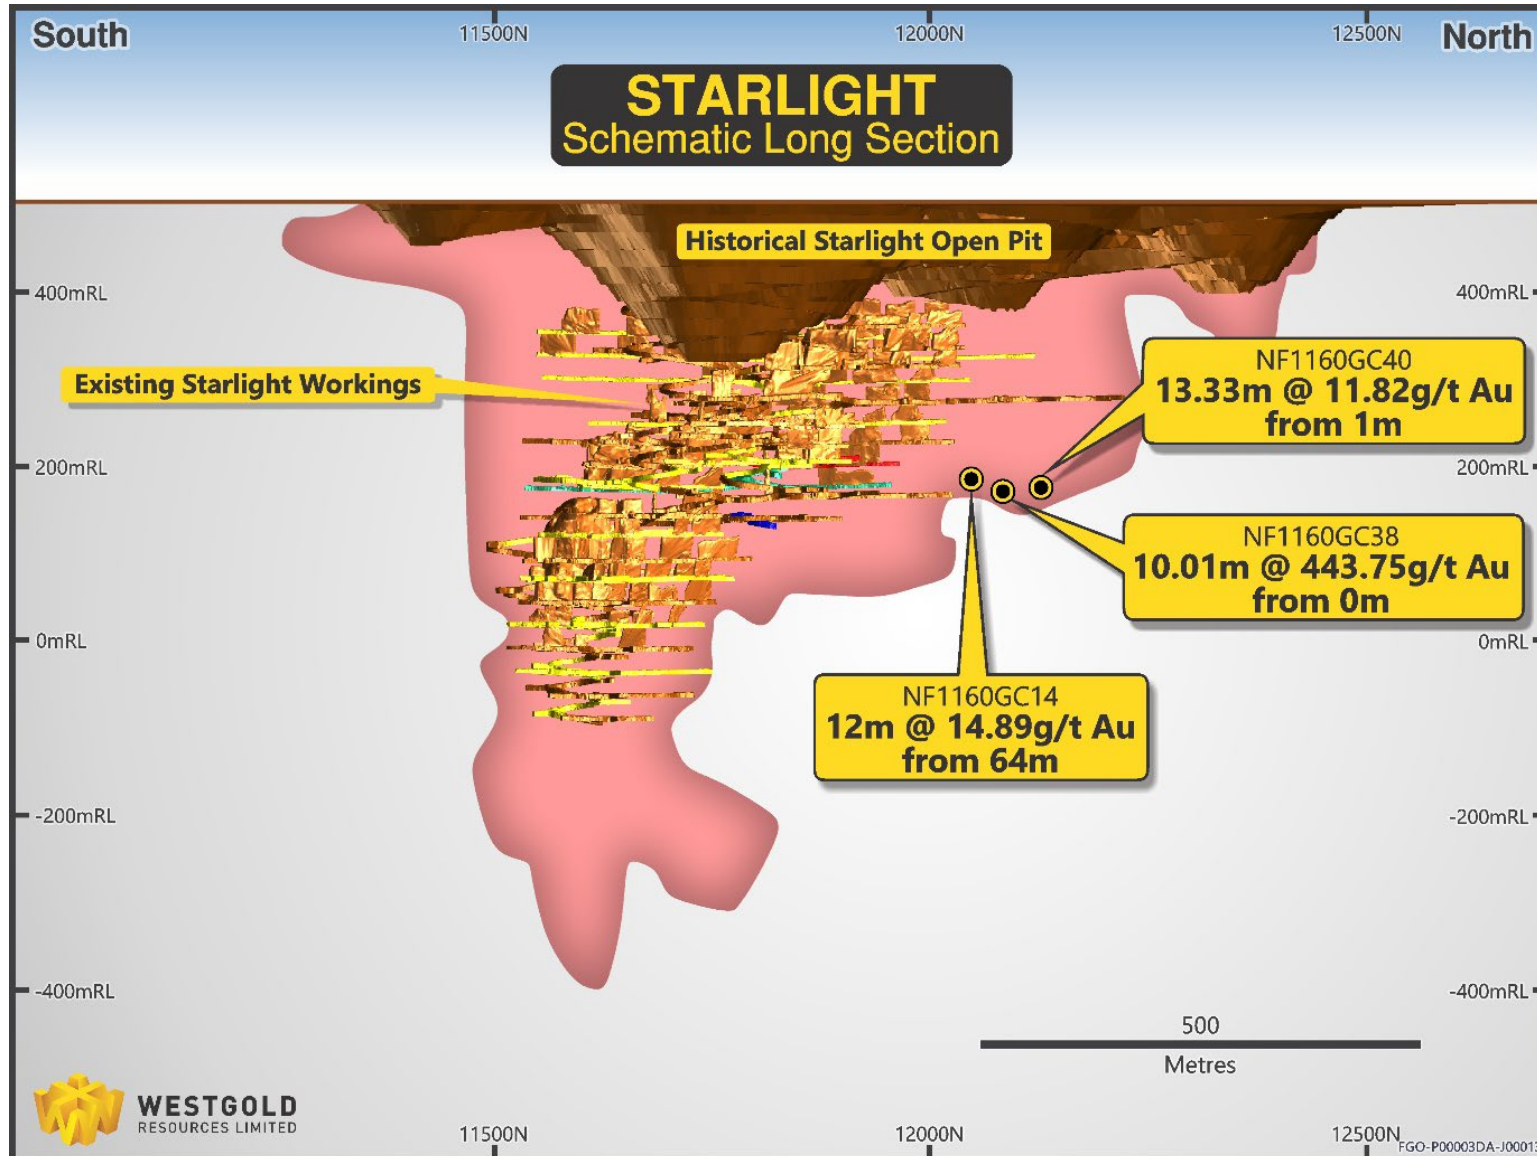 South
11500N
12000N
12500N
North
STARLIGHT
Schematic Long Section
Historical Starlight Open Pit
400mRL
400mRL
Existing Starlight Workings
NF1160GC40
13.33m @ 11.82g/t Au
from 1m
200mRL
200mRL
NF1160GC38
10.01m @ 443.75g/t Au
from 0m
0mRL
0mRL
NF1160GC14
12m @ 14.89g/t Au
from 64m
-200mRL
-200mRL
-400mRL
-400mRL
500
Metres
WESTGOLD
RESOURCES LIMITED
11500N
12000N
12500N
FGO-P00003DA-J00013